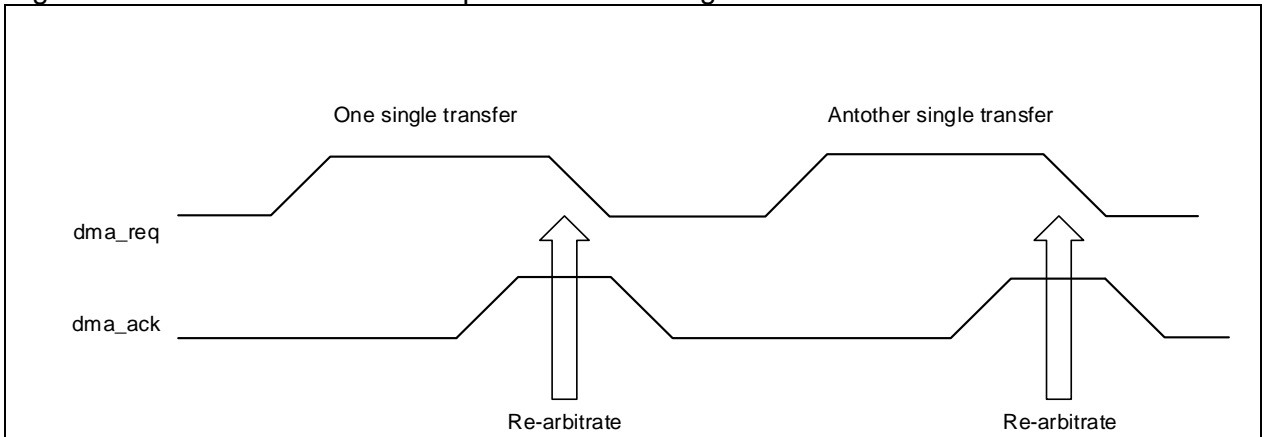 One single transfer
Antother single transfer
dma_req
dma_ack
Re-arbitrate
Re-arbitrate